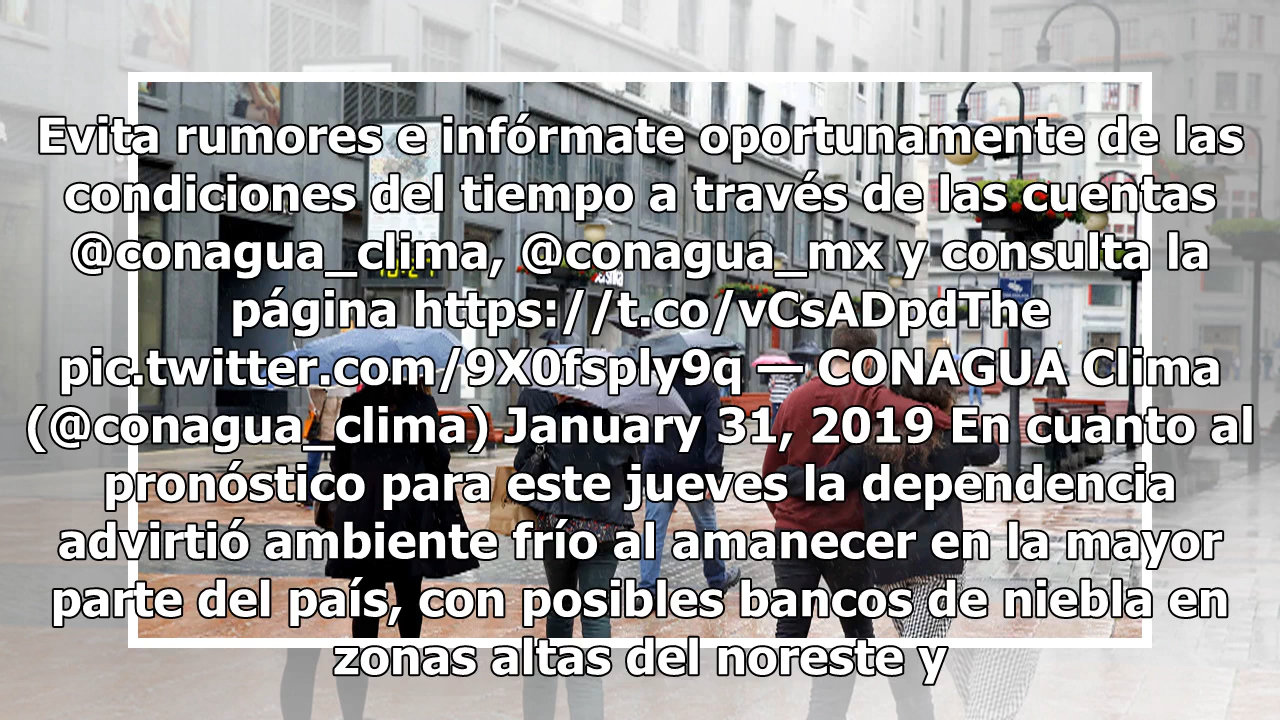 Evita rumores e infórmate oportunamente de las
condiciones del tiempo a través de las cuentas
@conagua_clima, @conagua_mx y consulta la
página https://t.co/vCsADpdThe
pic.twitter.com/9X0fsply9q — CONAGUA Clima
(@conagua_clima) January 31, 2019 En cuanto al
pronóstico para este jueves la dependencia
advirtió ambiente frío al amanecer en la mayor
parte del país, con posibles bancos de niebla en
zonas altas del noreste y